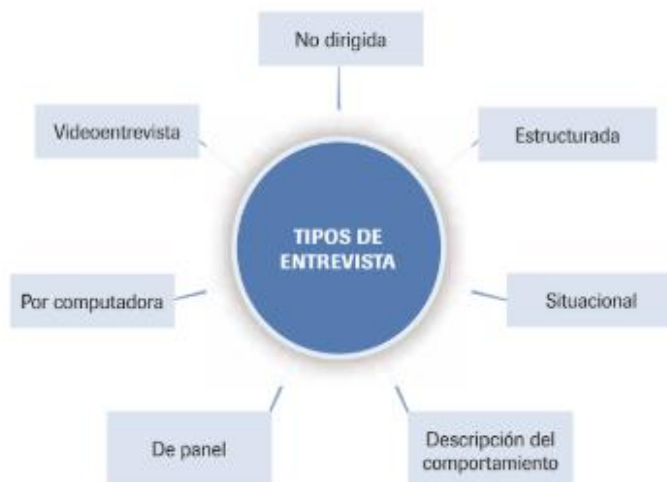 No dirigida
Videoentrevista
Estructurada
TIPOS DE
ENTREVISTA
Por computadora
Situacional
De panel
Descripción del
comportamiento